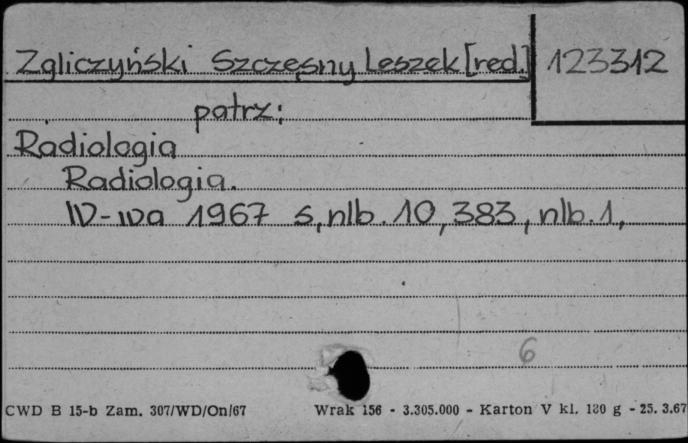 Zgliczyński Szczęsny Leszek [red.] 123312
patrz:
Radiologia
Radiologia.
W-wa 1967 s, nlb. 10, 383, nlb. 1,
6
CWD B 15-b Zam. 307/WD/On/67 Wrak 156 - 3.305.000 - Karton V kl. 180 g - 25. 3.67